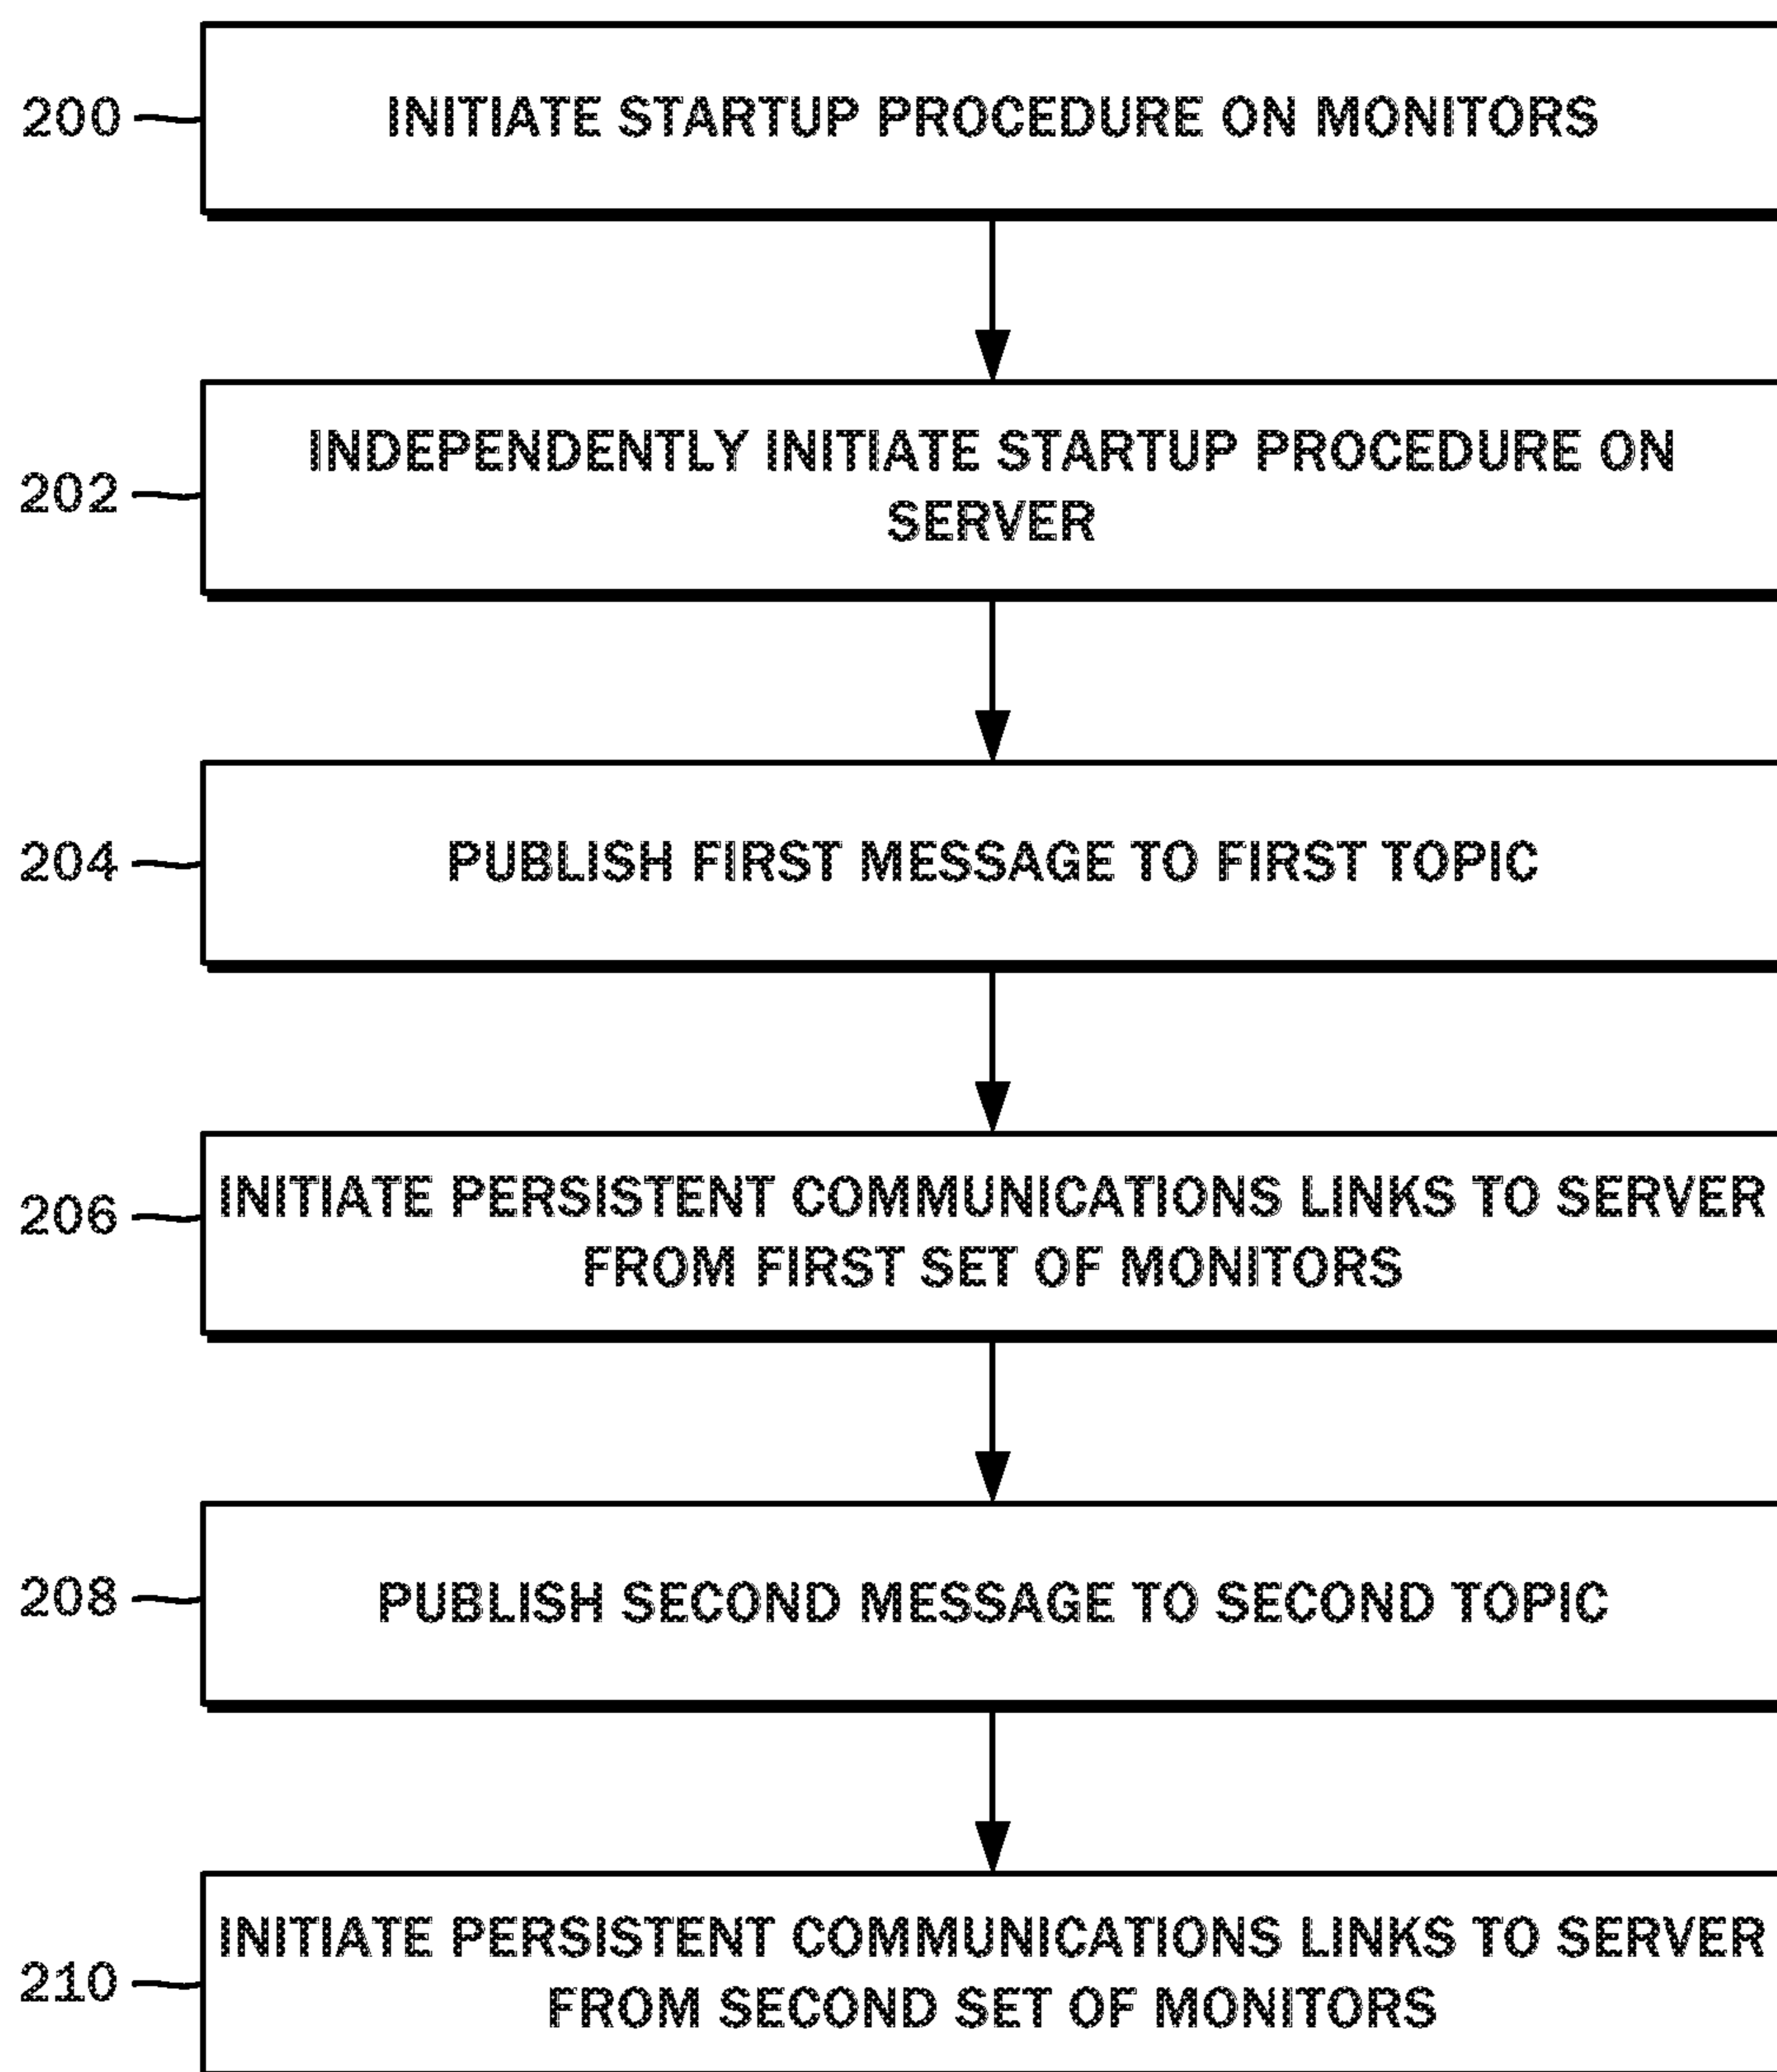 200
INITIATE STARTUP PROCEDURE ON MONITORS
202
INDEPENDENTLY INITIATE STARTUP PROCEDURE ON
SERVER
204
PUBLISH FIRST MESSAGE TO FIRST TOPIC
206
INITIATE PERSISTENT COMMUNICATIONS LINKS TO SERVER
FROM FIRST SET OF MONITORS
208
PUBLISH SECOND MESSAGE TO SECOND TOPIC
210
INITIATE PERSISTENT COMMUNICATIONS LINKS TO SERVER
FROM SECOND SET OF MONITORS